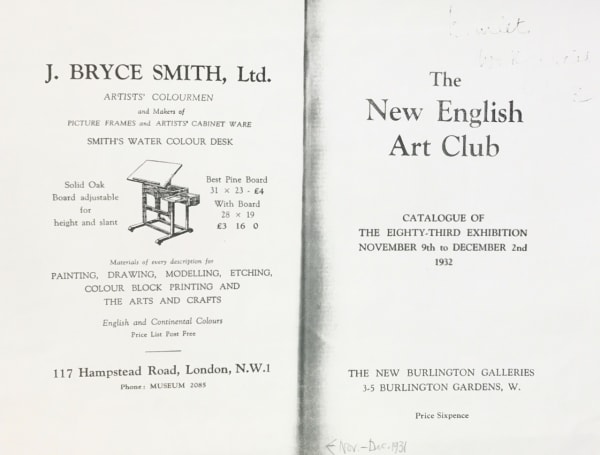 J. BRYCE SMITH, Ltd.
ARTISTS' COLOURMEN
and Makers of
PICTURE FRAMES and ARTISTS' CABINET WARE
SMITH'S WATER COLOUR DESK
Solid Oak
Board adjustable
for
height and slant
Best Pine Board
31 × 23 - £4
With Board
28 × 19
£3 16 0
Materials of every description for
PAINTING, DRAWING, MODELLING, ETCHING,
COLOUR BLOCK PRINTING AND
THE ARTS AND CRAFTS
English and Continental Colours
Price List Post Free
117 Hampstead Road, London, N.W.1
Phone: MUSEUM 2085
The
New English
Art Club
CATALOGUE OF
THE EIGHTY-THIRD EXHIBITION
NOVEMBER 9th to DECEMBER 2nd
1932
THE NEW BURLINGTON GALLERIES
3-5 BURLINGTON GARDENS, W.
Price Sixpence
← Nov.-Dec. 1931